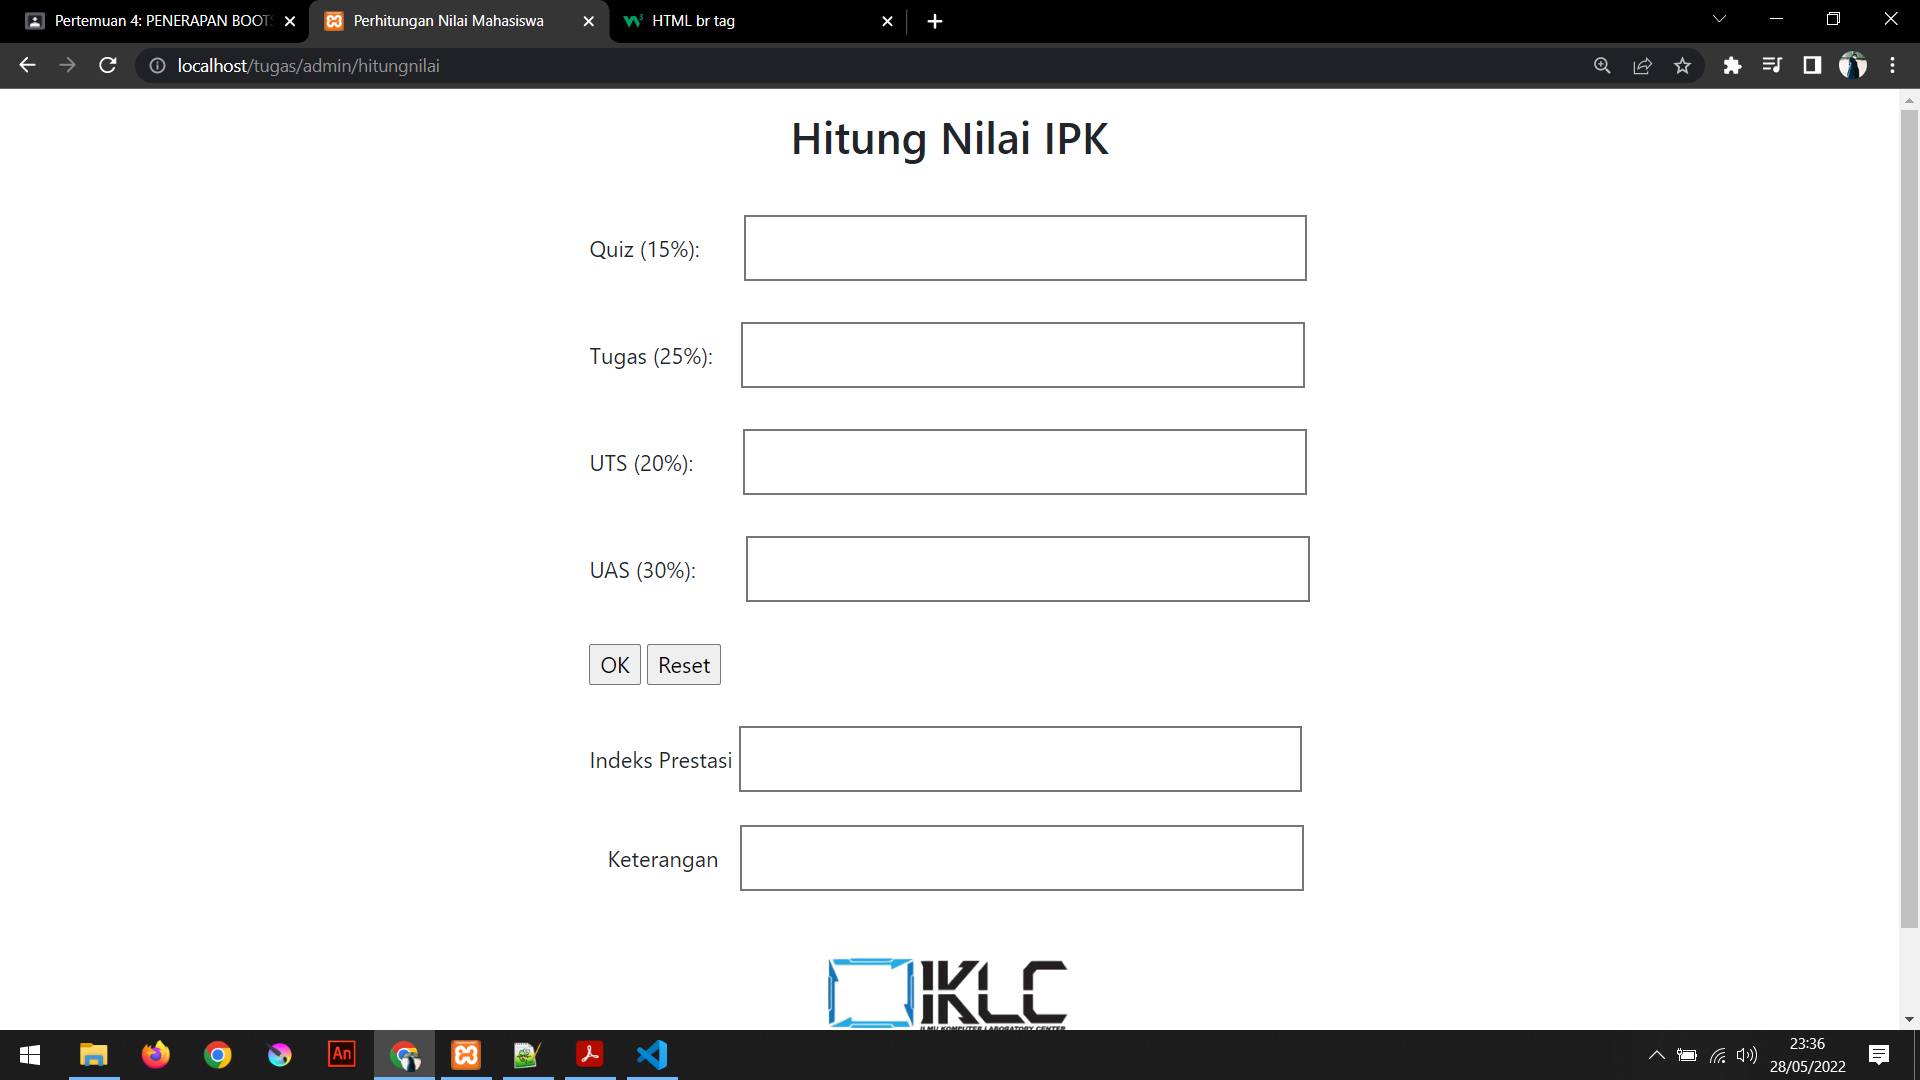 Pertemuan 4: PENERAPAN BOOTS
Perhitungan Nilai Mahasiswa
HTML br tag
localhost/tugas/admin/hitungnilai
Hitung Nilai IPK
Quiz (15%):
Tugas (25%):
UTS (20%):
UAS (30%):
OK Reset
Indeks Prestasi
Keterangan
IKLC
ILMU KOMPUTER LABORATORY CENTER
An
23:36
28/05/2022